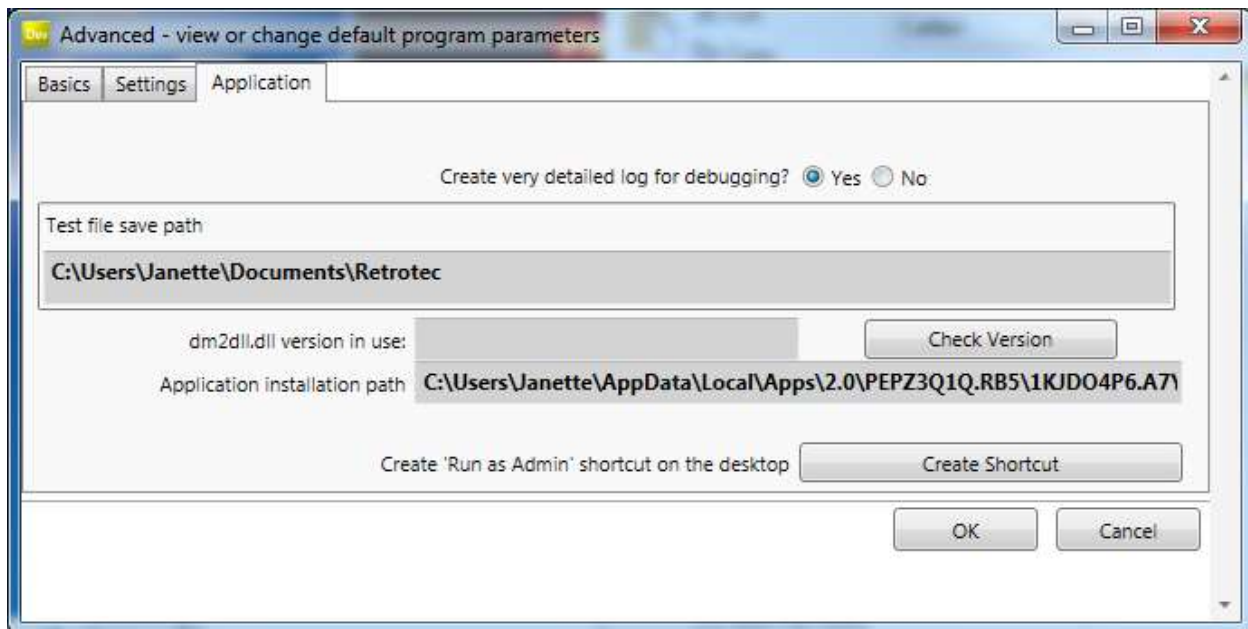 Advanced - view or change default program parameters
Basics Settings Application
Create very detailed log for debugging? Yes No
Test file save path
C:\Users\Janette\Documents\Retrotec
dm2dll.dll version in use: Check Version
Application installation path C:\Users\Janette\AppData\Local\Apps\2.0\PEPZ3Q1Q.RB5\1KJDO4P6.A7\
Create 'Run as Admin' shortcut on the desktop Create Shortcut
OK Cancel